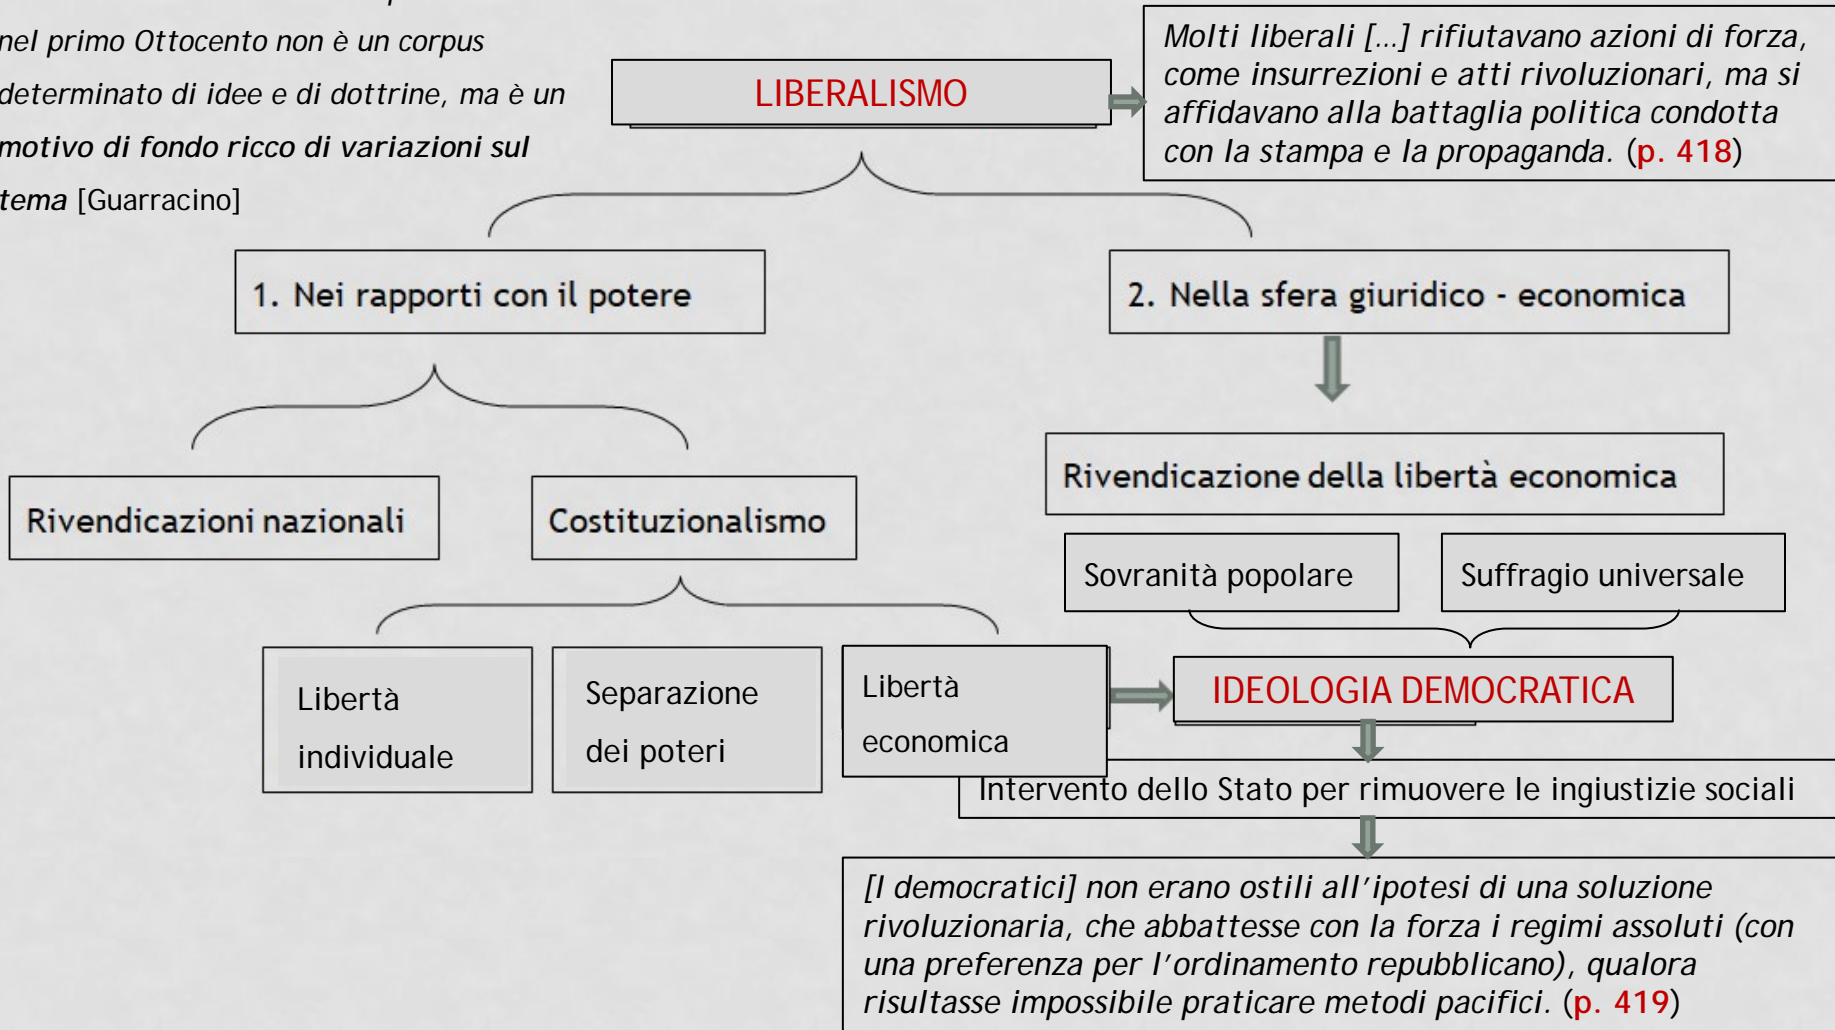 nel primo Ottocento non è un corpus
determinato di idee e di dottrine, ma è un
motivo di fondo ricco di variazioni sul
tema [Guarracino]
LIBERALISMO
Molti liberali [...] rifiutavano azioni di forza,
come insurrezioni e atti rivoluzionari, ma si
affidavano alla battaglia politica condotta
con la stampa e la propaganda. (p. 418)
1. Nei rapporti con il potere
2. Nella sfera giuridico - economica
Rivendicazioni nazionali
Costituzionalismo
Rivendicazione della libertà economica
Sovranità popolare
Suffragio universale
Libertà
individuale
Separazione
dei poteri
Libertà
economica
IDEOLOGIA DEMOCRATICA
Intervento dello Stato per rimuovere le ingiustizie sociali
[I democratici] non erano ostili all'ipotesi di una soluzione
rivoluzionaria, che abbattesse con la forza i regimi assoluti (con
una preferenza per l'ordinamento repubblicano), qualora
risultasse impossibile praticare metodi pacifici. (p. 419)